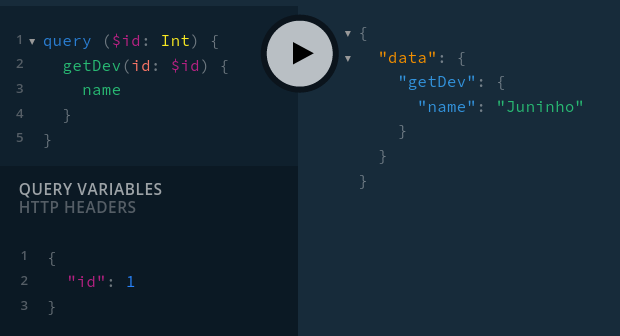 1 query ($id: Int) {
2 getDev(id: $id) {
3 name
4 }
5 }
QUERY VARIABLES
HTTP HEADERS
1 {
2 "id": 1
3 }
{
"data": {
"getDev": {
"name": "Juninho"
}
}
}